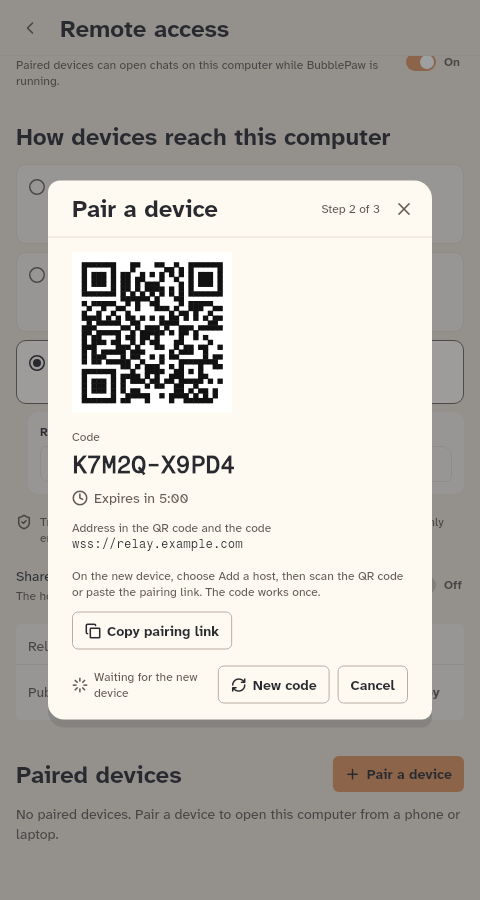 Remote access
Paired devices can open chats on this computer while BubblePaw is
running.
On
How devices reach this computer
Pair a device
Step 2 of 3
Code
K7M2Q-X9PD4
Expires in 5:00
Address in the QR code and the code
wss://relay.example.com
On the new device, choose Add a host, then scan the QR code
or paste the pairing link. The code works once.
Copy pairing link
Waiting for the new
device
New code
Cancel
Share
Off
The
Paired devices
Pair a device
No paired devices. Pair a device to open this computer from a phone or
laptop.